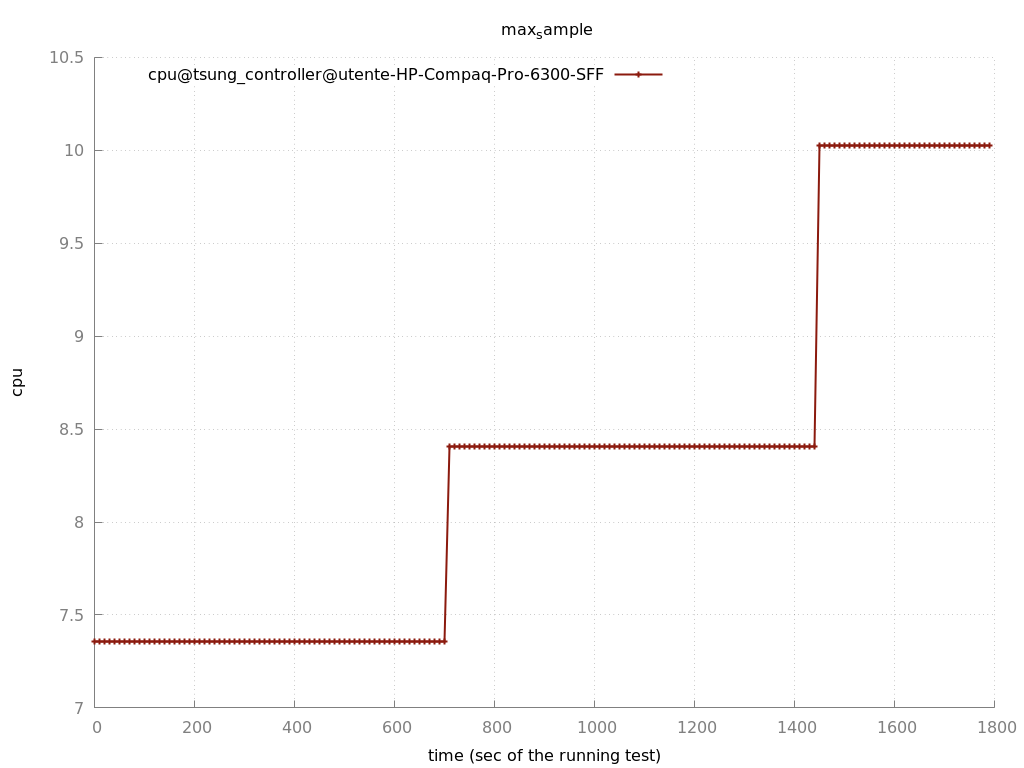 max_sample
cpu@tsung_controller@utente-HP-Compaq-Pro-6300-SFF
10.5
10
9.5
9
8.5
8
7.5
7
cpu
0 200 400 600 800 1000 1200 1400 1600 1800
time (sec of the running test)